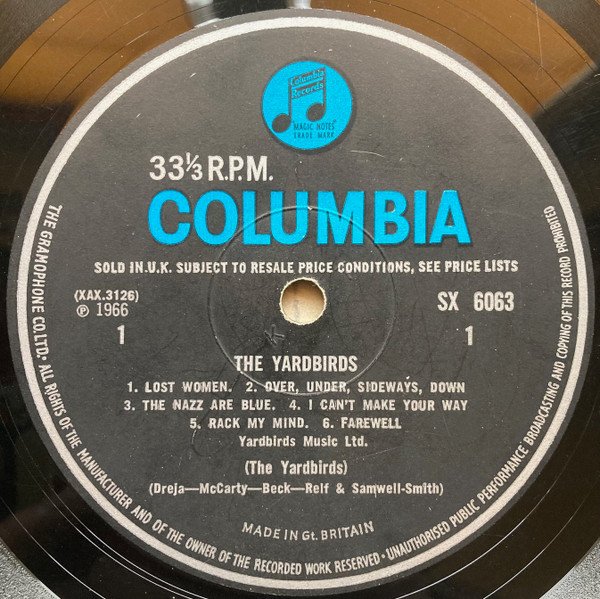 Columbia
Records
MAGIC NOTES
TRADE MARK
33⅓ R.P.M.
COLUMBIA
SOLD IN U.K. SUBJECT TO RESALE PRICE CONDITIONS, SEE PRICE LISTS
(XAX.3126)
℗ 1966
SX 6063
1
1
THE YARDBIRDS
1. LOST WOMEN. 2. OVER, UNDER, SIDEWAYS, DOWN
3. THE NAZZ ARE BLUE. 4. I CAN'T MAKE YOUR WAY
5. RACK MY MIND. 6. FAREWELL
Yardbirds Music Ltd.
(The Yardbirds)
(Dreja—McCarty—Beck—Relf & Samwell-Smith)
MADE IN Gt. BRITAIN
THE GRAMOPHONE CO. LTD. ALL RIGHTS OF THE MANUFACTURER AND OF THE OWNER OF THE RECORDED WORK RESERVED • UNAUTHORISED PUBLIC PERFORMANCE BROADCASTING AND COPYING OF THIS RECORD PROHIBITED